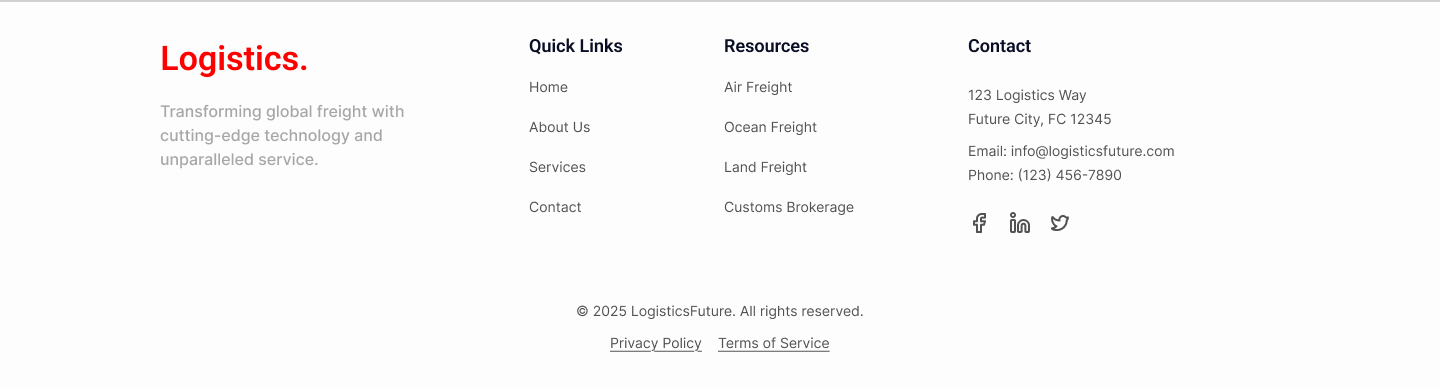 Logistics.
Transforming global freight with
cutting-edge technology and
unparalleled service.
Quick Links
Home
About Us
Services
Contact
Resources
Air Freight
Ocean Freight
Land Freight
Customs Brokerage
Contact
123 Logistics Way
Future City, FC 12345
Email: info@logisticsfuture.com
Phone: (123) 456-7890
© 2025 LogisticsFuture. All rights reserved.
Privacy Policy Terms of Service